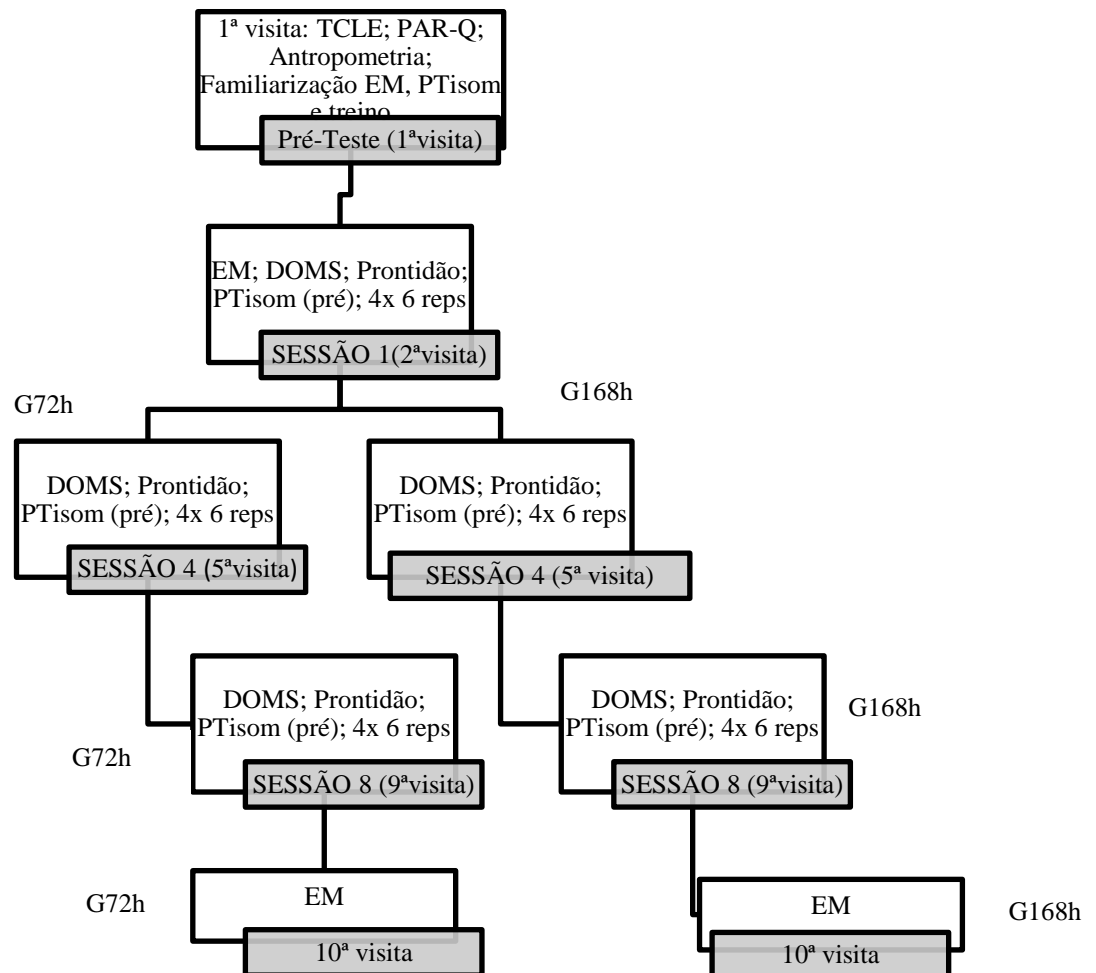 1ª visita: TCLE; PAR-Q;
Antropometria;
Familiarização EM, PTisom
e treino
Pré-Teste (1ªvisita)
EM; DOMS; Prontidão;
PTisom (pré); 4x 6 reps
SESSÃO 1(2ªvisita)
G72h
G168h
DOMS; Prontidão;
PTisom (pré); 4x 6 reps
SESSÃO 4 (5ªvisita)
DOMS; Prontidão;
PTisom (pré); 4x 6 reps
SESSÃO 4 (5ª visita)
DOMS; Prontidão;
PTisom (pré); 4x 6 reps
G72h
SESSÃO 8 (9ªvisita)
DOMS; Prontidão;
PTisom (pré); 4x 6 reps
G168h
SESSÃO 8 (9ªvisita)
G72h
EM
10ª visita
EM
G168h
10ª visita